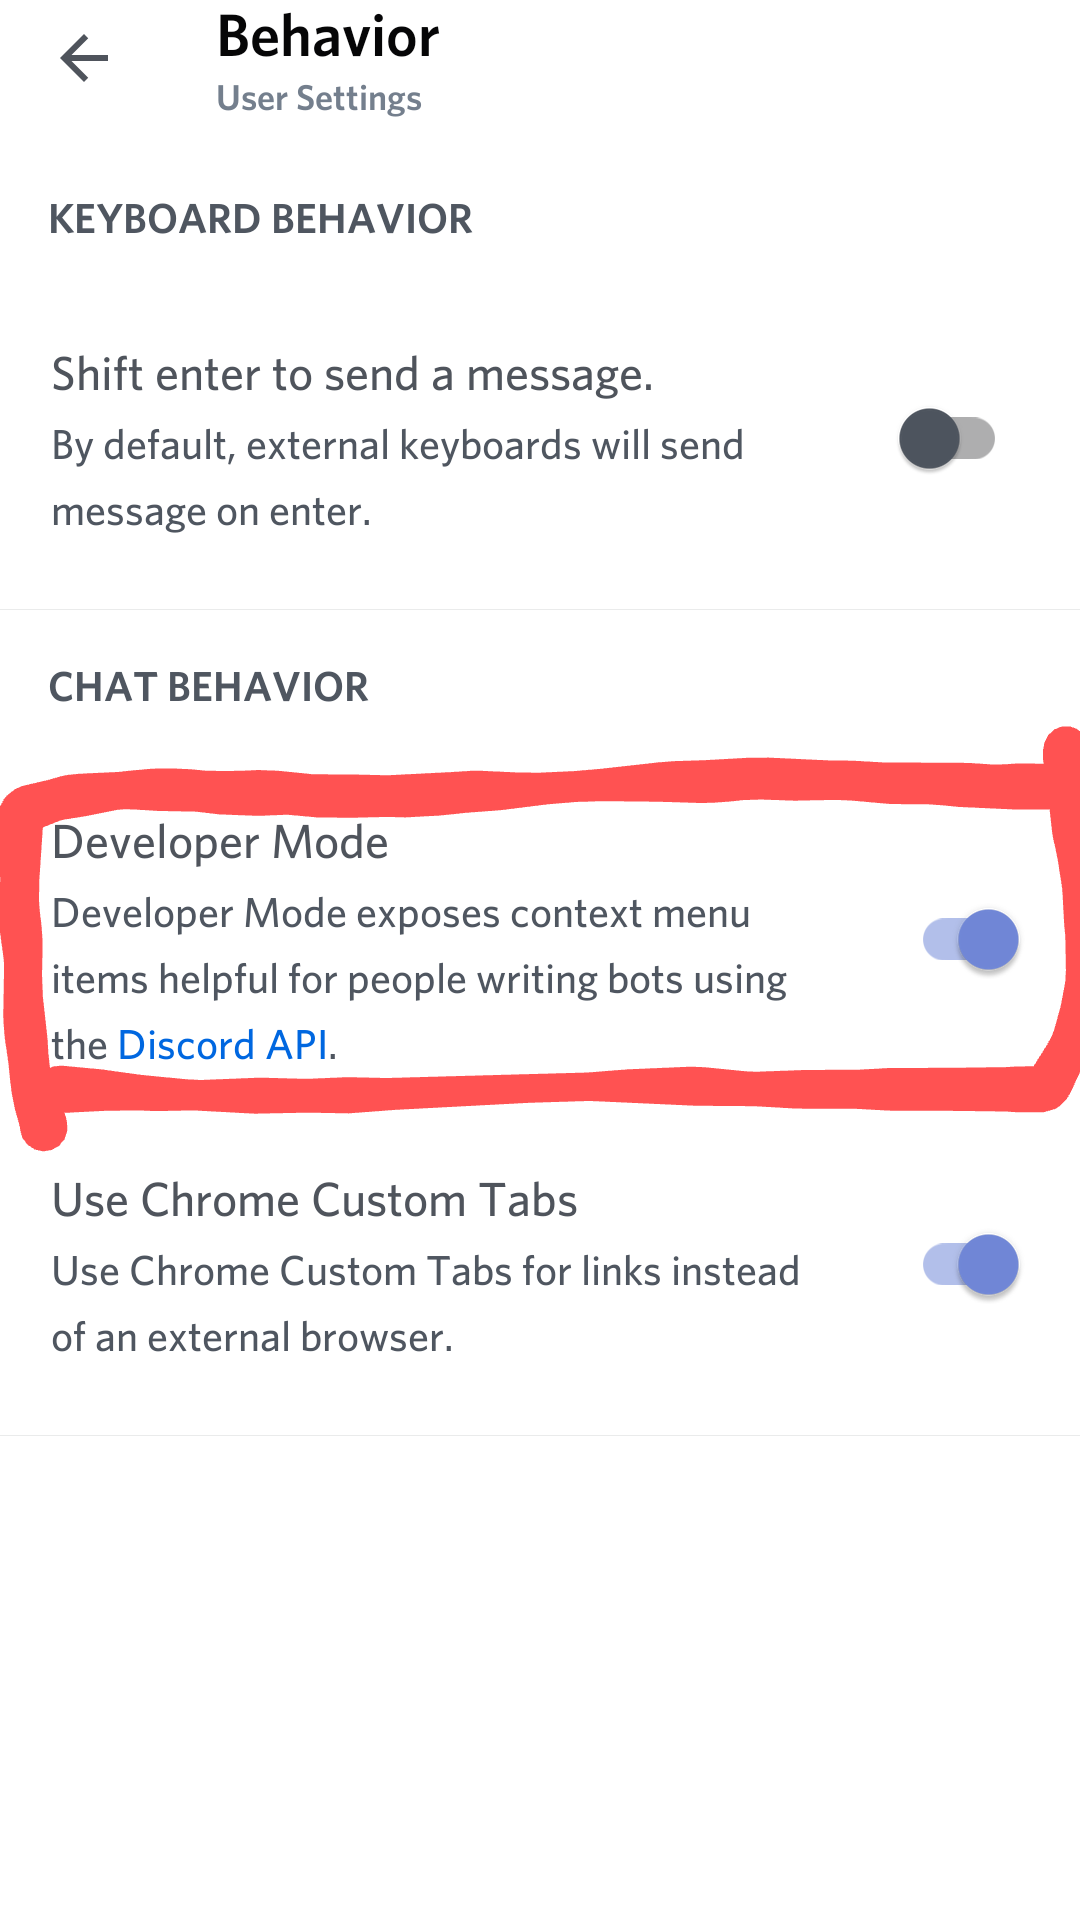 Behavior
User Settings
KEYBOARD BEHAVIOR
Shift enter to send a message.
By default, external keyboards will send
message on enter.
CHAT BEHAVIOR
Developer Mode
Developer Mode exposes context menu
items helpful for people writing bots using
the Discord API.
Use Chrome Custom Tabs
Use Chrome Custom Tabs for links instead
of an external browser.